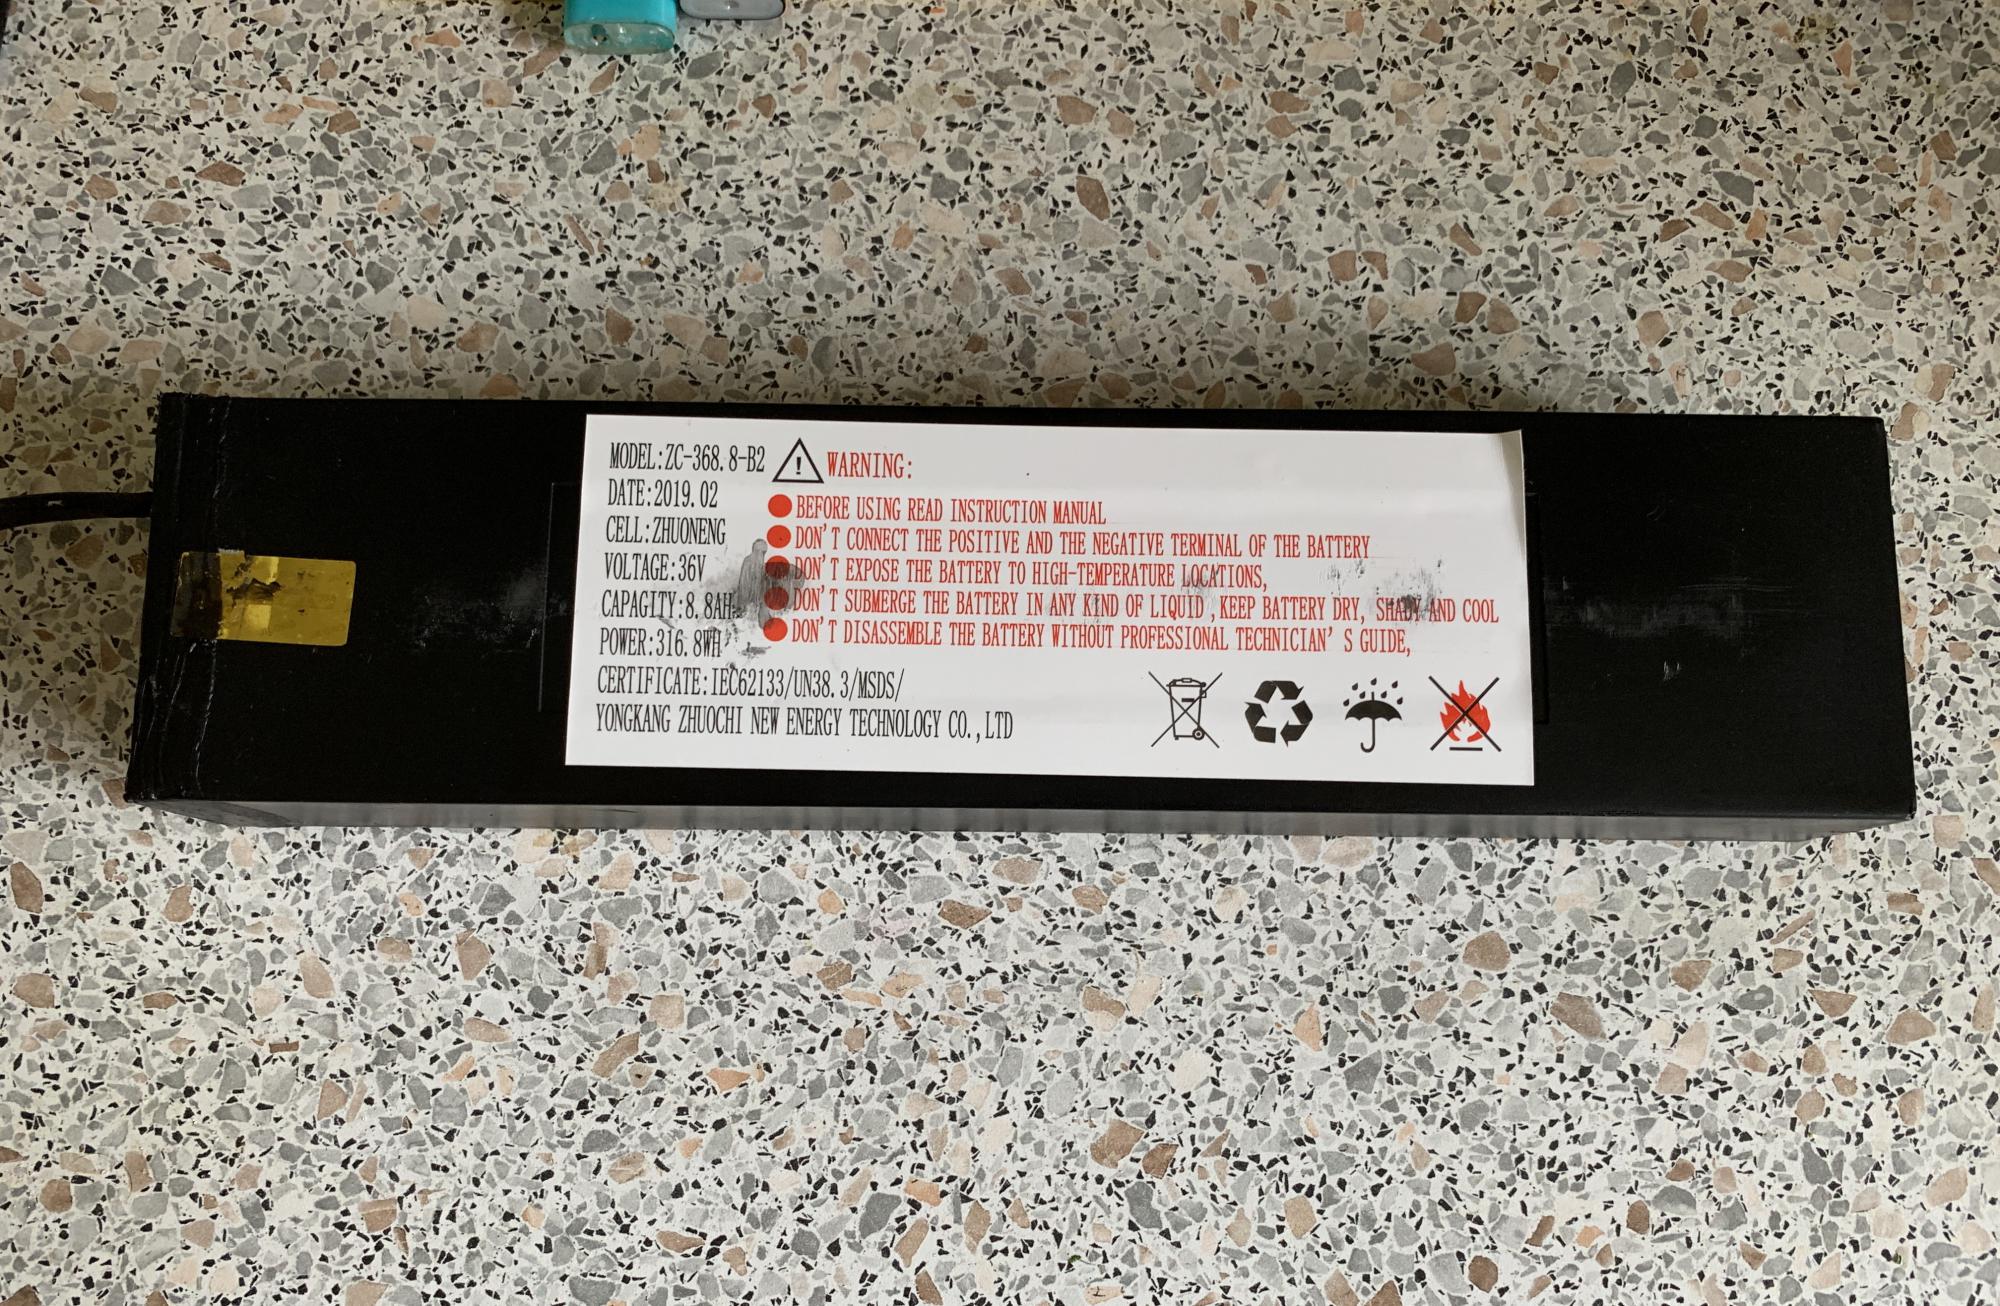 MODEL:ZC-368.8-B2
DATE:2019.02
CELL:ZHUONENG
VOLTAGE:36V
CAPAGITY:8.8AH
POWER:316.8WH
CERTIFICATE:IEC62133/UN38.3/MSDS/
YONGKANG ZHUOCHI NEW ENERGY TECHNOLOGY CO.,LTD
WARNING:
BEFORE USING READ INSTRUCTION MANUAL
DON'T CONNECT THE POSITIVE AND THE NEGATIVE TERMINAL OF THE BATTERY
DON'T EXPOSE THE BATTERY TO HIGH-TEMPERATURE LOCATIONS,
DON'T SUBMERGE THE BATTERY IN ANY KIND OF LIQUID,KEEP BATTERY DRY, SHADY AND COOL
DON'T DISASSEMBLE THE BATTERY WITHOUT PROFESSIONAL TECHNICIAN'S GUIDE,